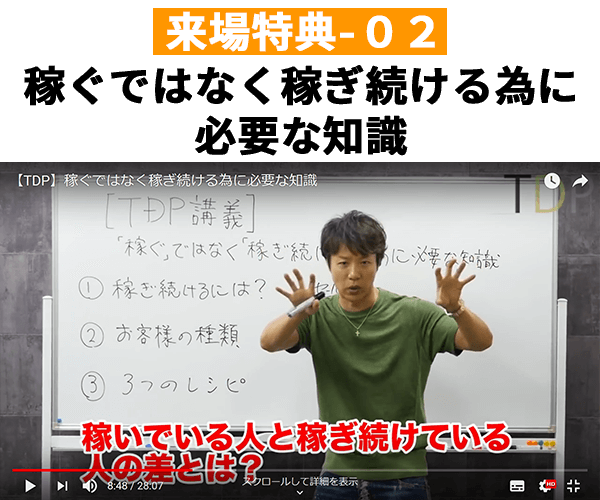 来場特典-０２
稼ぐではなく稼ぎ続ける為に
必要な知識
【TDP】稼ぐではなく稼ぎ続ける為に必要な知識
TDP
[TDP講義]
「稼ぐ」ではなく「稼ぎ続け に必要な知識
① 稼ぎ続けるには?
② お客様の種類
③ 3つのレシピ
稼いでいる人と稼ぎ続けている
人の差とは?
8:48 / 28:07
スクロールして詳細を表示
HD